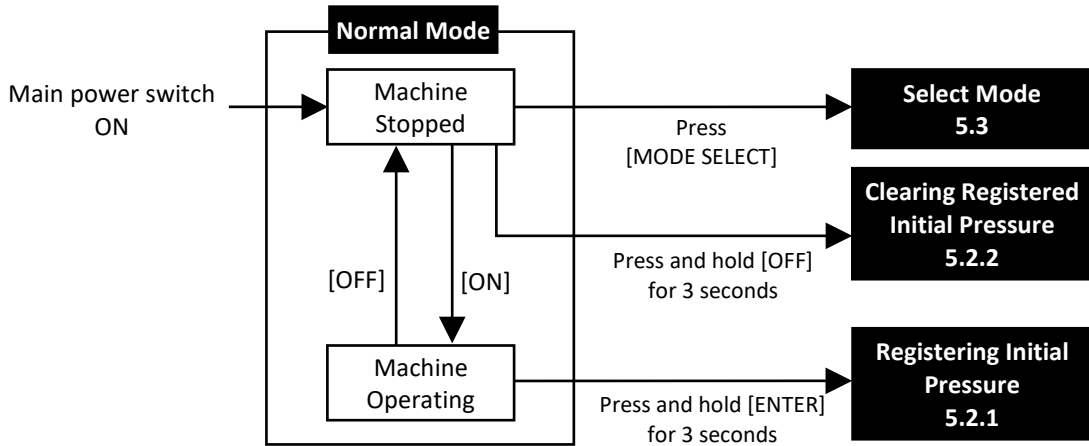 Normal Mode
Main power switch
ON
Machine
Stopped
Press
[MODE SELECT]
Select Mode
5.3
Clearing Registered
Initial Pressure
5.2.2
Press and hold [OFF]
for 3 seconds
[OFF]
[ON]
Machine
Operating
Press and hold [ENTER]
for 3 seconds
Registering Initial
Pressure
5.2.1